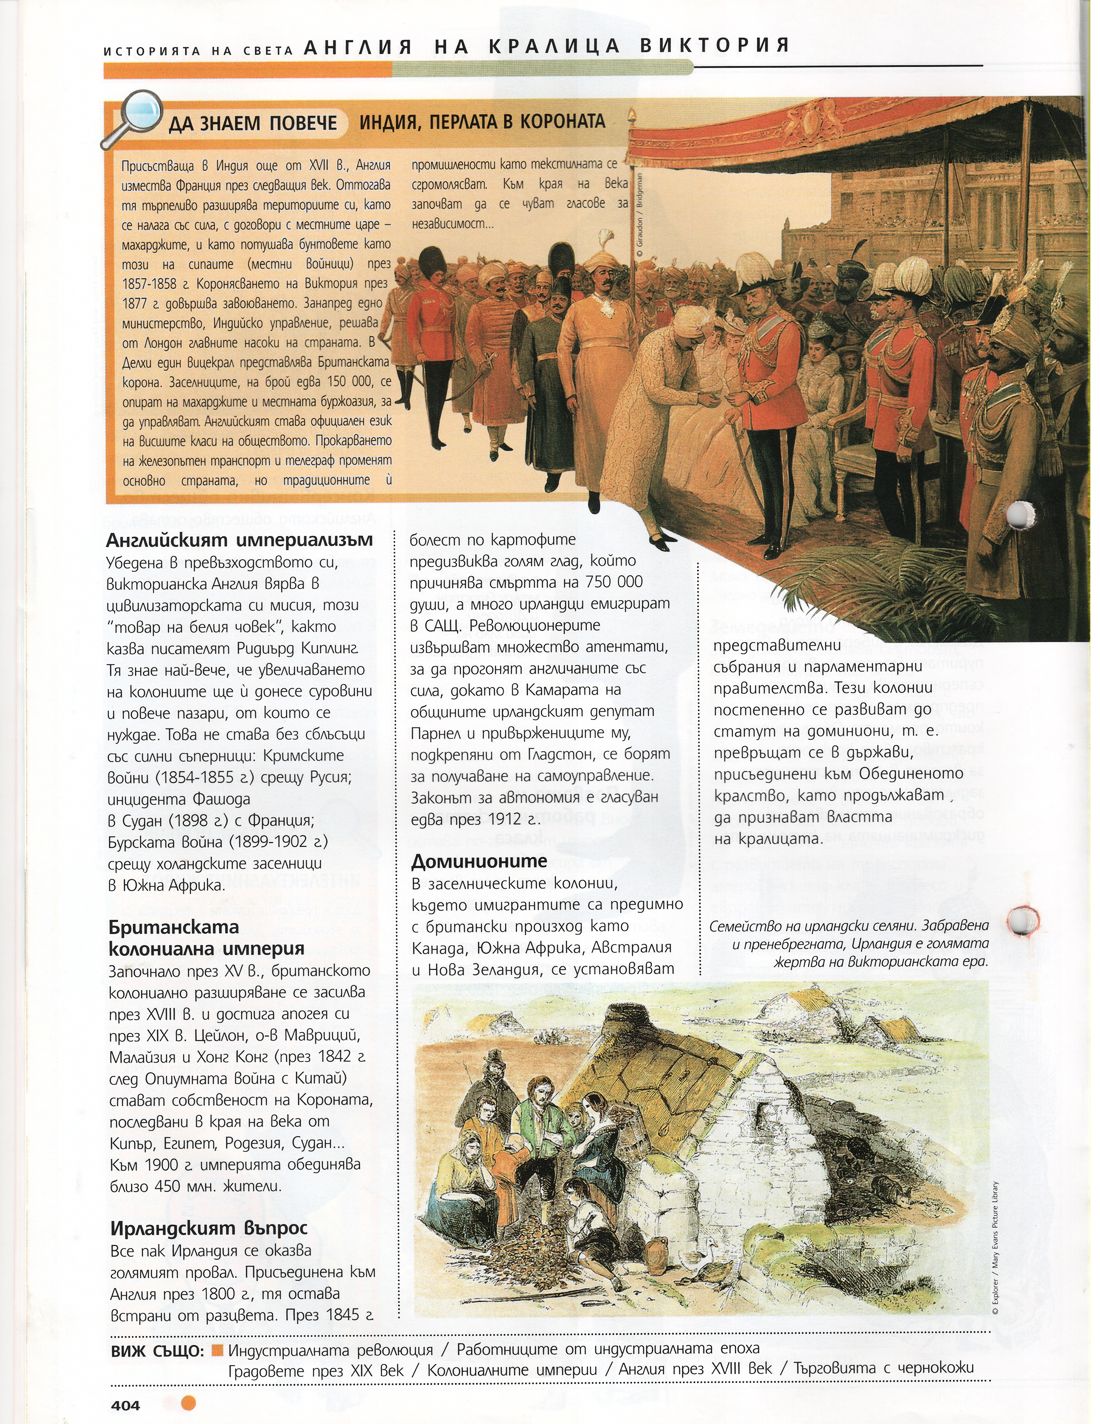 ИСТОРИЯТА НА СВЕТА АНГЛИЯ НА КРАЛИЦА ВИКТОРИЯ
ДА ЗНАЕМ ПОВЕЧЕ ИНДИЯ, ПЕРЛАТА В КОРОНАТА
Присъстваща в Индия още от XVII в., Англия
измества Франция през следващия век. Оттогава
тя търпеливо разширява териториите си, като
се налага със сила, с договори с местните царе –
махарджите, и като потушава бунтовете като
този на сипаите (местни войници) през
1857-1858 г. Коронясването на Виктория през
1877 г. довършва завоюването. Занапред едно
министерство, Индийско управление, решава
от Лондон главните насоки на страната. В
Делхи един вицекрал представлява Британската
корона. Заселниците, на брой едва 150 000, се
опират на махарджите и местната буржоазия, за
да управляват. Английският става официален език
на висшите класи на обществото. Прокарването
на железопътен транспорт и телеграф променят
основно страната, но традиционните ѝ
промишлености като текстилната се
сгромолясват. Към края на века
започват да се чуват гласове за
независимост...
© Giraudon / Bridgeman
Английският империализъм
Убедена в превъзходството си,
викторианска Англия вярва в
цивилизаторската си мисия, този
"товар на белия човек", както
казва писателят Ридиърд Киплинг.
Тя знае най-вече, че увеличаването
на колониите ще ѝ донесе суровини
и повече пазари, от които се
нуждае. Това не става без сблъсъци
със силни съперници: Кримските
войни (1854-1855 г.) срещу Русия;
инцидента Фашода
в Судан (1898 г.) с Франция;
Бурската война (1899-1902 г.)
срещу холандските заселници
в Южна Африка.
Британската
колониална империя
Започнало през XV в., британското
колониално разширяване се засилва
през XVIII в. и достига апогея си
през XIX в. Цейлон, о-в Мавриций,
Малайзия и Хонг Конг (през 1842 г.
след Опиумната война с Китай)
стават собственост на Короната,
последвани в края на века от
Кипър, Египет, Родезия, Судан...
Към 1900 г. империята обединява
близо 450 млн. жители.
Ирландският въпрос
Все пак Ирландия се оказва
големият провал. Присъединена към
Англия през 1800 г., тя остава
встрани от разцвета. През 1845 г.
болест по картофите
предизвиква голям глад, който
причинява смъртта на 750 000
души, а много ирландци емигрират
в САЩ. Революционерите
извършват множество атентати,
за да прогонят англичаните със
сила, докато в Камарата на
общините ирландският депутат
Парнел и привържениците му,
подкрепяни от Гладстон, се борят
за получаване на самоуправление.
Законът за автономия е гласуван
едва през 1912 г.
Доминионите
В заселническите колонии,
където имигрантите са предимно
с британски произход като
Канада, Южна Африка, Австралия
и Нова Зеландия, се установяват
представителни
събрания и парламентарни
правителства. Тези колонии
постепенно се развиват до
статут на доминиони, т. е.
превръщат се в държави,
присъединени към Обединеното
кралство, като продължават
да признават властта
на кралицата.
Семейство на ирландски селяни. Забравена
и пренебрегната, Ирландия е голямата
жертва на викторианската ера.
© Explorer / Mary Evans Picture Library
ВИЖ СЪЩО: Индустриалната революция / Работниците от индустриалната епоха
Градовете през XIX век / Колониалните империи / Англия през XVIII век / Търговията с чернокожи
404